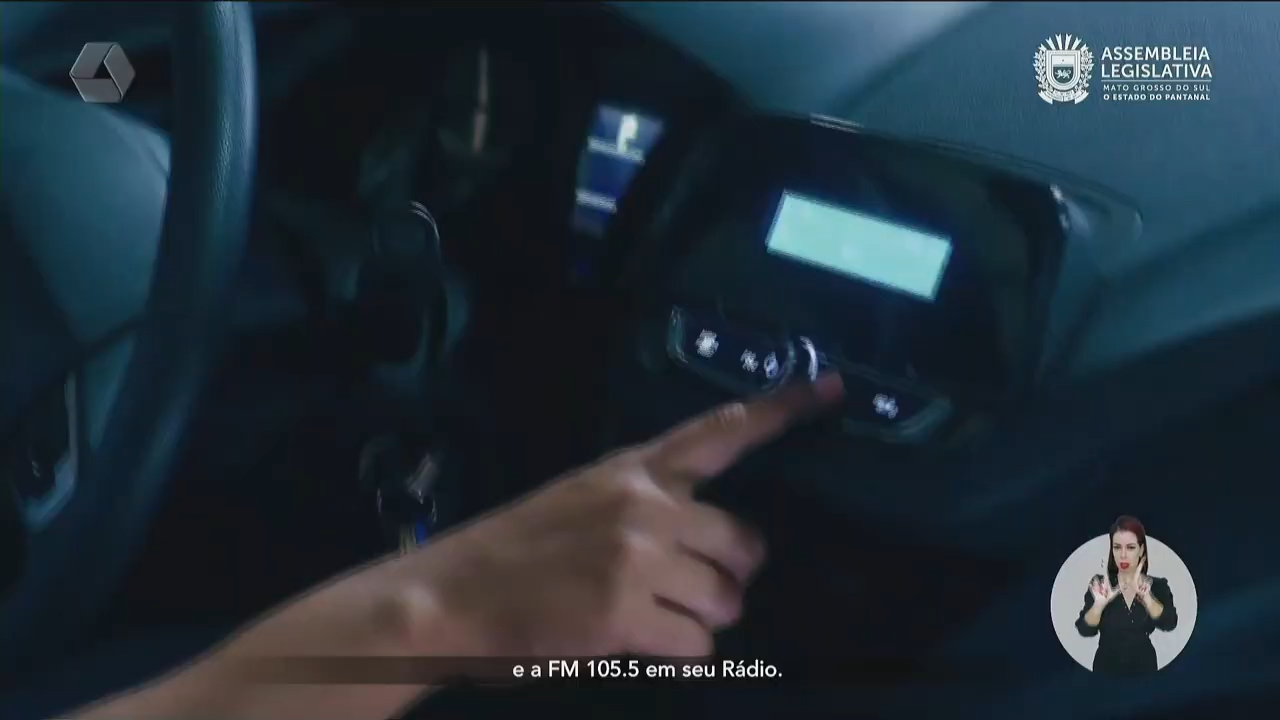 ASSEMBLEIA
LEGISLATIVA
MATO GROSSO DO SUL
O ESTADO DO PANTANAL
e a FM 105.5 em seu Rádio.